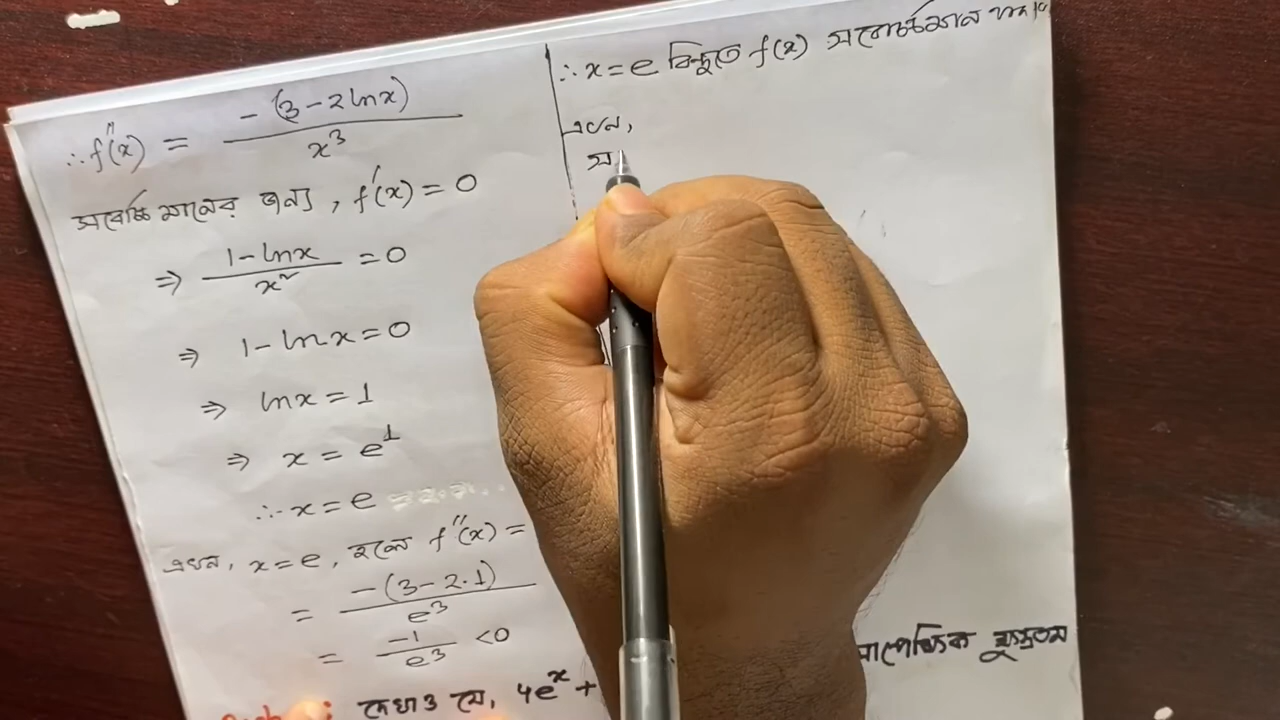 ∴ f''(x) = -(3-2lnx) / x³
সর্বোচ্চ মানের জন্য, f'(x) = 0
⇒ 1-lnx / x² = 0
⇒ 1-lnx = 0
⇒ lnx = 1
⇒ x = e¹
∴ x = e
এখন, x = e, হলে f''(x) =
= -(3-2·1) / e³
= -1 / e³ < 0
দেখাও যে, 4eˣ +
∴ x = e বিন্দুতে f(x) সর্বোচ্চমান
এখন,
স